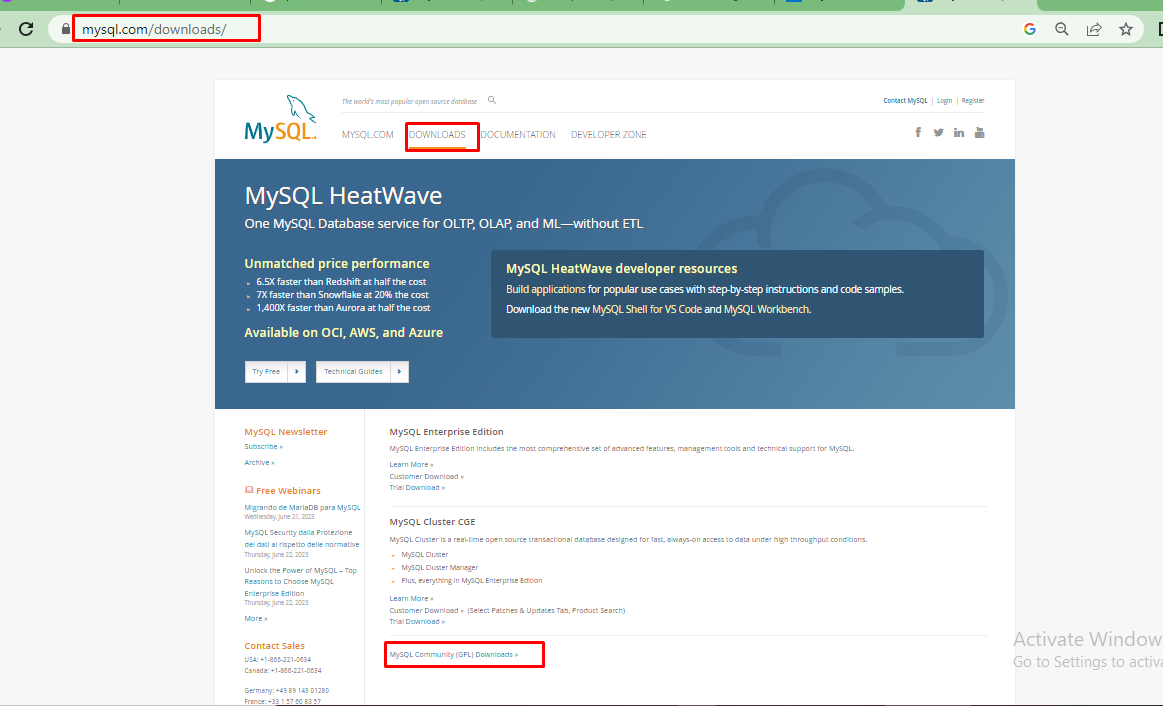 mysql.com/downloads/
The world's most popular open source database
Contact MySQL | Login | Register
MySQL
MYSQL.COM DOWNLOADS DOCUMENTATION DEVELOPER ZONE
MySQL HeatWave
One MySQL Database service for OLTP, OLAP, and ML—without ETL
Unmatched price performance
6.5X faster than Redshift at half the cost
7X faster than Snowflake at 20% the cost
1,400X faster than Aurora at half the cost
Available on OCI, AWS, and Azure
Try Free
Technical Guides
MySQL HeatWave developer resources
Build applications for popular use cases with step-by-step instructions and code samples.
Download the new MySQL Shell for VS Code and MySQL Workbench.
MySQL Newsletter
Subscribe »
Archive »
Free Webinars
Migrando de MariaDB para MySQL
Wednesday, June 21, 2023
MySQL Security dalla Protezione
dei dati al rispetto delle normative
Thursday, June 22, 2023
Unlock the Power of MySQL – Top
Reasons to Choose MySQL
Enterprise Edition
Thursday, June 22, 2023
More »
Contact Sales
USA: +1-866-221-0634
Canada: +1-866-221-0634
Germany: +49 89 143 01280
France: +33 1 57 60 83 57
MySQL Enterprise Edition
MySQL Enterprise Edition includes the most comprehensive set of advanced features, management tools and technical support for MySQL.
Learn More »
Customer Download »
Trial Download »
MySQL Cluster CGE
MySQL Cluster is a real-time open source transactional database designed for fast, always-on access to data under high throughput conditions.
MySQL Cluster
MySQL Cluster Manager
Plus, everything in MySQL Enterprise Edition
Learn More »
Customer Download » (Select Patches & Updates Tab, Product Search)
Trial Download »
MySQL Community (GPL) Downloads »
Activate Window
Go to Settings to activa